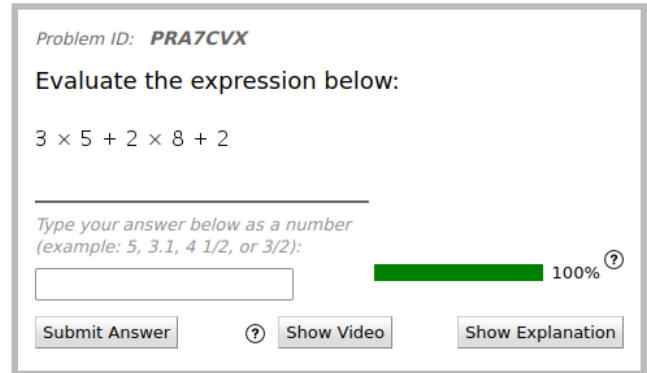 Problem ID: PRA7CVX
Evaluate the expression below:
3 × 5 + 2 × 8 + 2
Type your answer below as a number
(example: 5, 3.1, 4 1/2, or 3/2):
100% ?
Submit Answer ? Show Video Show Explanation